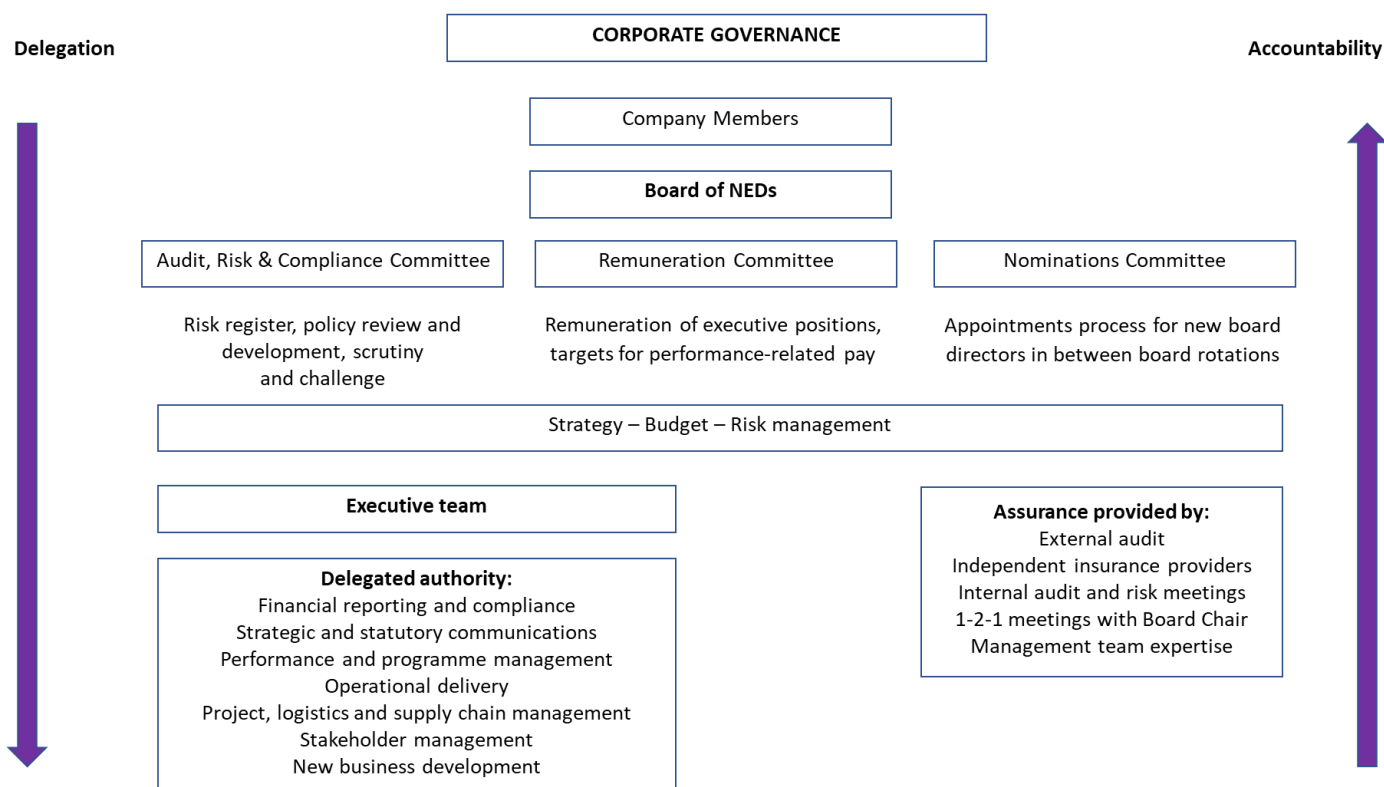 CORPORATE GOVERNANCE
Delegation
Accountability
Company Members
Board of NEDs
Audit, Risk & Compliance Committee
Remuneration Committee
Nominations Committee
Risk register, policy review and
development, scrutiny
and challenge
Remuneration of executive positions,
targets for performance-related pay
Appointments process for new board
directors in between board rotations
Strategy – Budget – Risk management
Executive team
Delegated authority:
Financial reporting and compliance
Strategic and statutory communications
Performance and programme management
Operational delivery
Project, logistics and supply chain management
Stakeholder management
New business development
Assurance provided by:
External audit
Independent insurance providers
Internal audit and risk meetings
1-2-1 meetings with Board Chair
Management team expertise